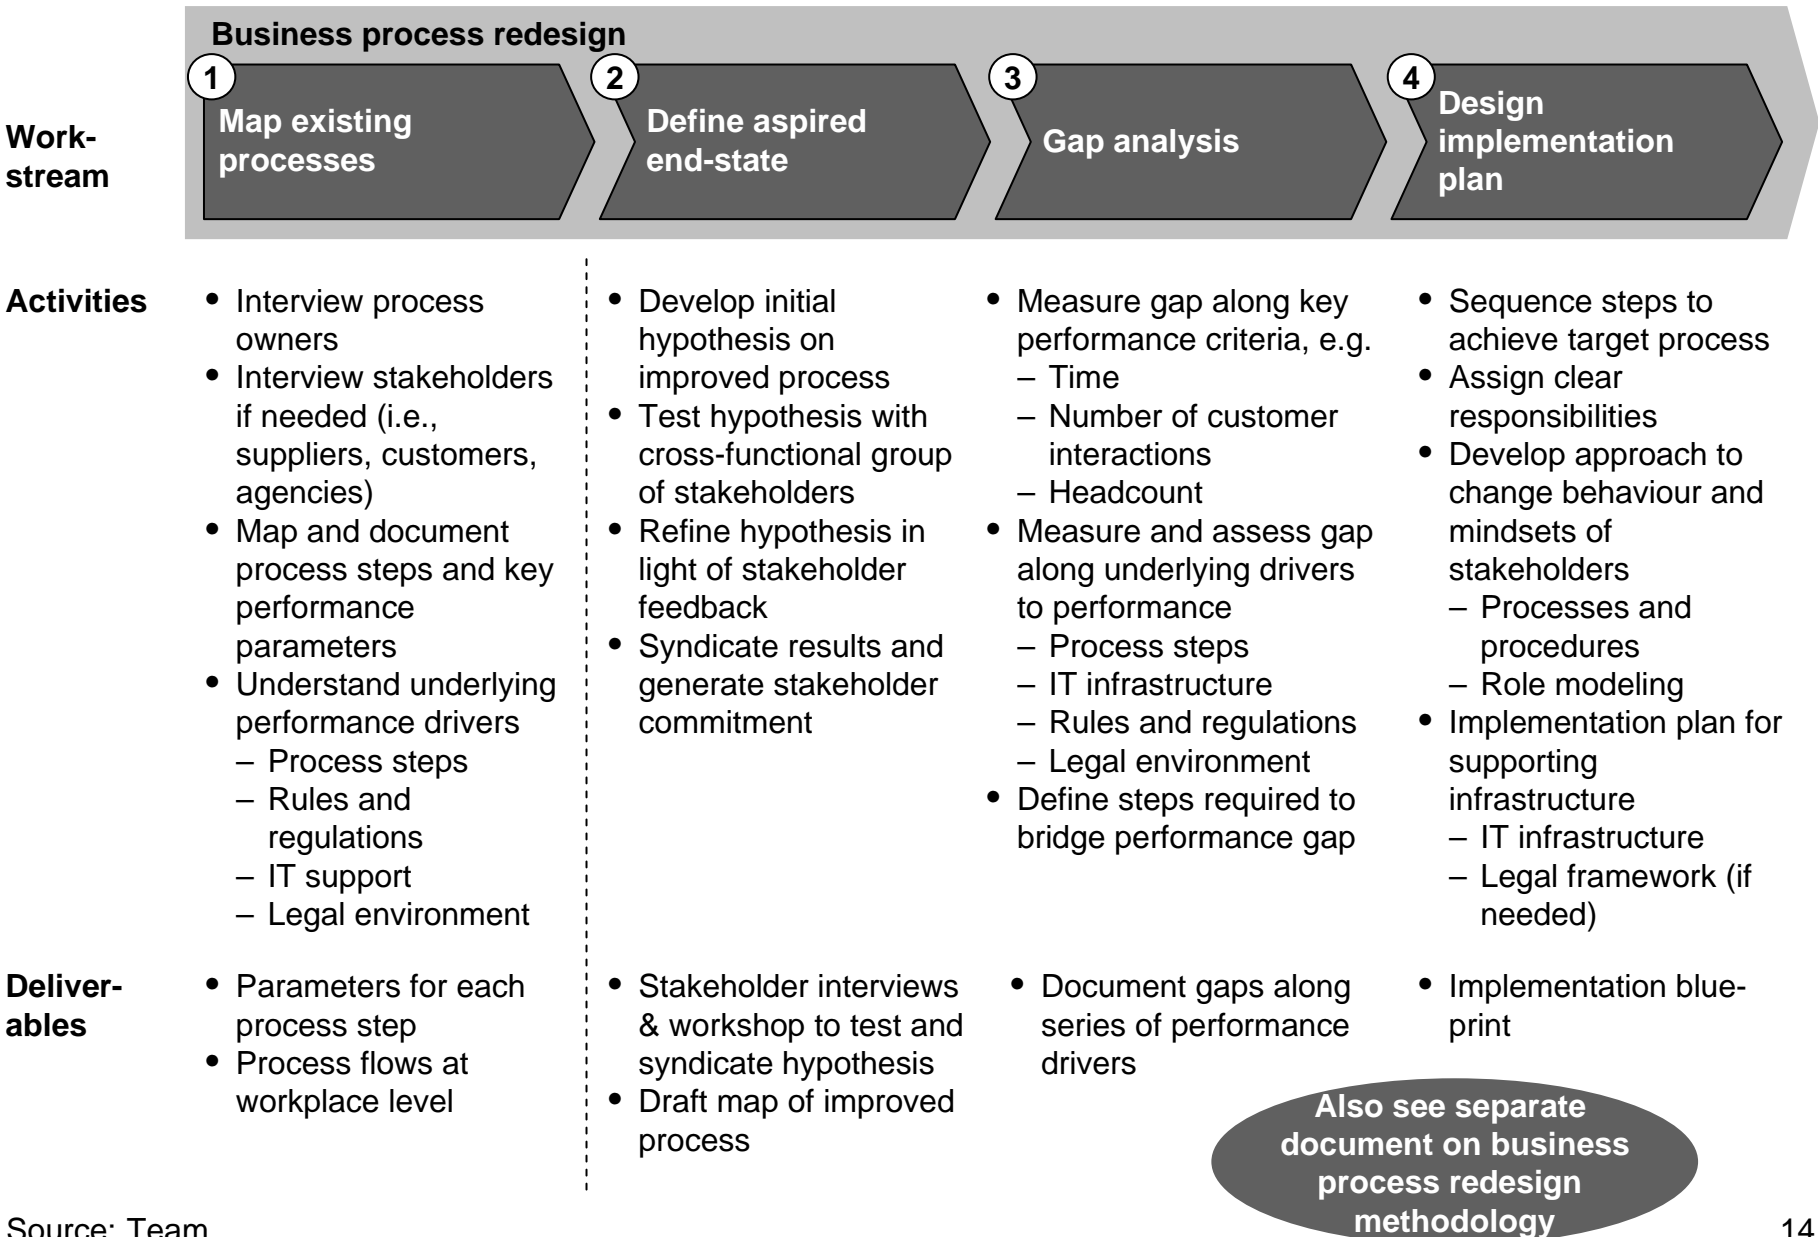 Business process redesign
1
2
3
4
Work-
stream
Map existing
processes
Define aspired
end-state
Gap analysis
Design
implementation
plan
Activities
• Interview process
owners
• Interview stakeholders
if needed (i.e.,
suppliers, customers,
agencies)
• Map and document
process steps and key
performance
parameters
• Understand underlying
performance drivers
– Process steps
– Rules and
regulations
– IT support
– Legal environment
• Develop initial
hypothesis on
improved process
• Test hypothesis with
cross-functional group
of stakeholders
• Refine hypothesis in
light of stakeholder
feedback
• Syndicate results and
generate stakeholder
commitment
• Measure gap along key
performance criteria, e.g.
– Time
– Number of customer
interactions
– Headcount
• Measure and assess gap
along underlying drivers
to performance
– Process steps
– IT infrastructure
– Rules and regulations
– Legal environment
• Define steps required to
bridge performance gap
• Sequence steps to
achieve target process
• Assign clear
responsibilities
• Develop approach to
change behaviour and
mindsets of
stakeholders
– Processes and
procedures
– Role modeling
• Implementation plan for
supporting
infrastructure
– IT infrastructure
– Legal framework (if
needed)
Deliver-
ables
• Parameters for each
process step
• Process flows at
workplace level
• Stakeholder interviews
& workshop to test and
syndicate hypothesis
• Draft map of improved
process
• Document gaps along
series of performance
drivers
• Implementation blue-
print
Also see separate
document on business
process redesign
methodology
Source: Team
14